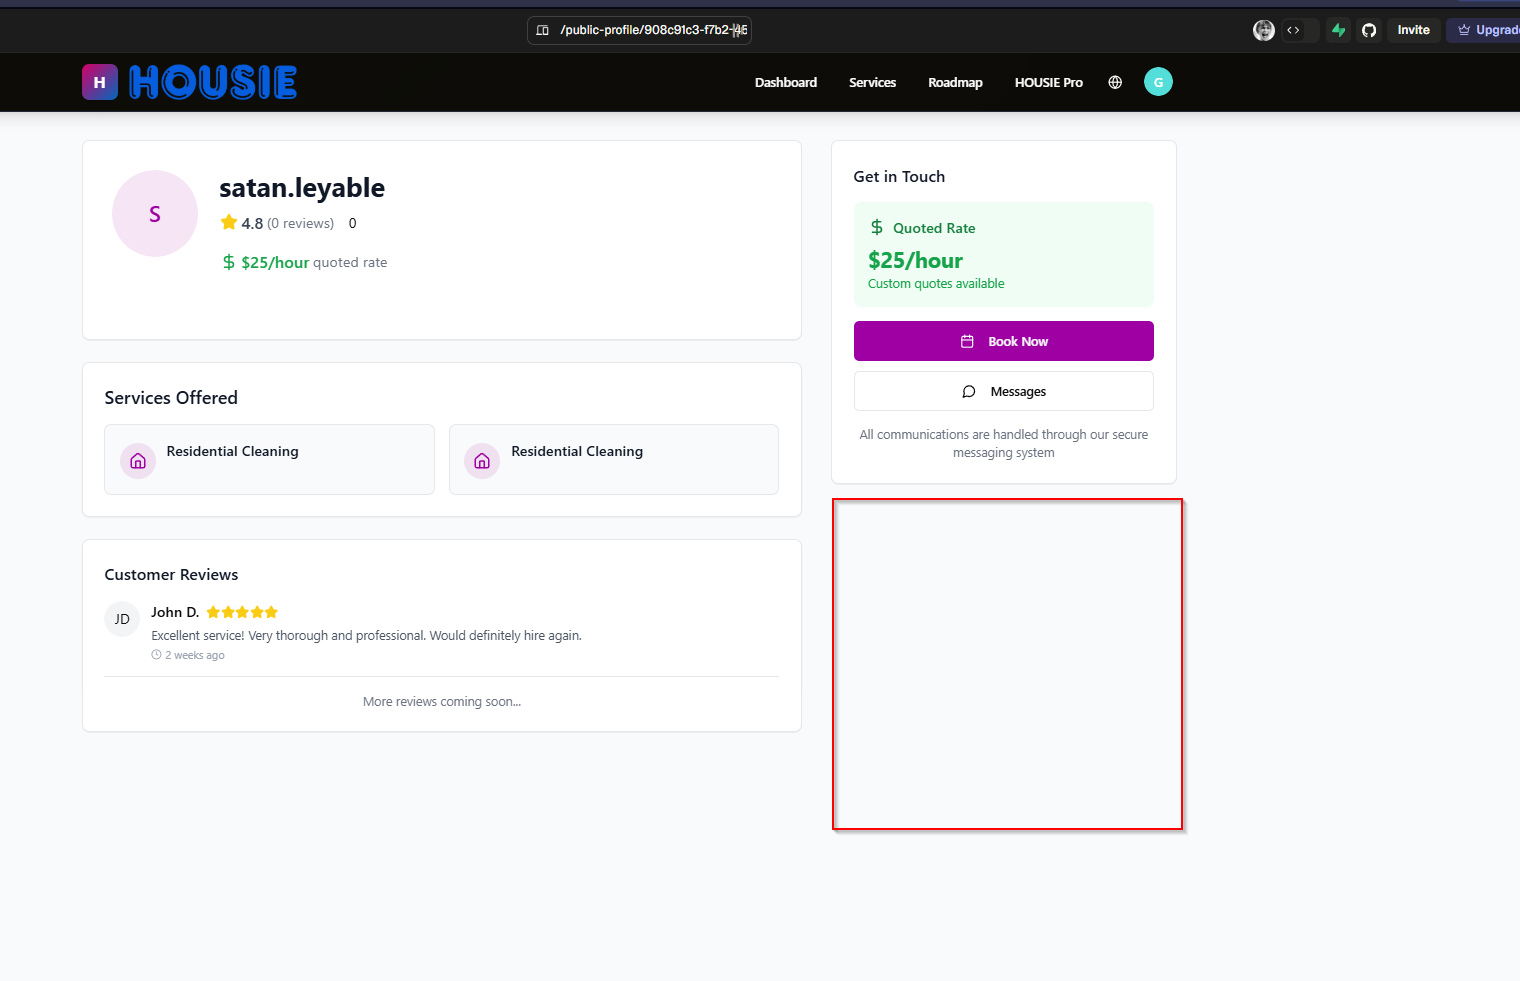 /public-profile/908c91c3-f7b2-45
Invite
Upgrade
H HOUSIE
Dashboard
Services
Roadmap
HOUSIE Pro
G
S
satan.leyable
4.8 (0 reviews) 0
$25/hour quoted rate
Services Offered
Residential Cleaning
Residential Cleaning
Customer Reviews
JD
John D.
Excellent service! Very thorough and professional. Would definitely hire again.
2 weeks ago
More reviews coming soon...
Get in Touch
Quoted Rate
$25/hour
Custom quotes available
Book Now
Messages
All communications are handled through our secure
messaging system